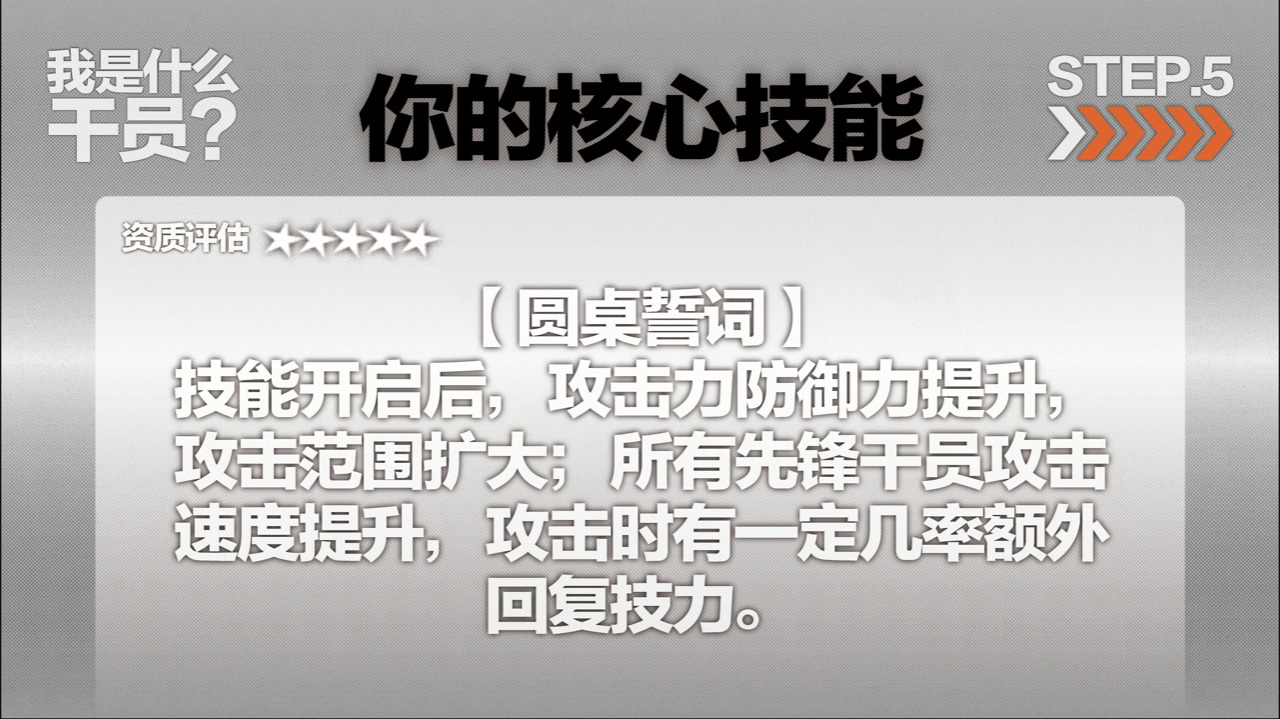 我是什么
干员?
你的核心技能
STEP.5
资质评估 ★★★★★
【圆桌誓词】
技能开启后，攻击力防御力提升，
攻击范围扩大；所有先锋干员攻击
速度提升，攻击时有一定几率额外
回复技力。